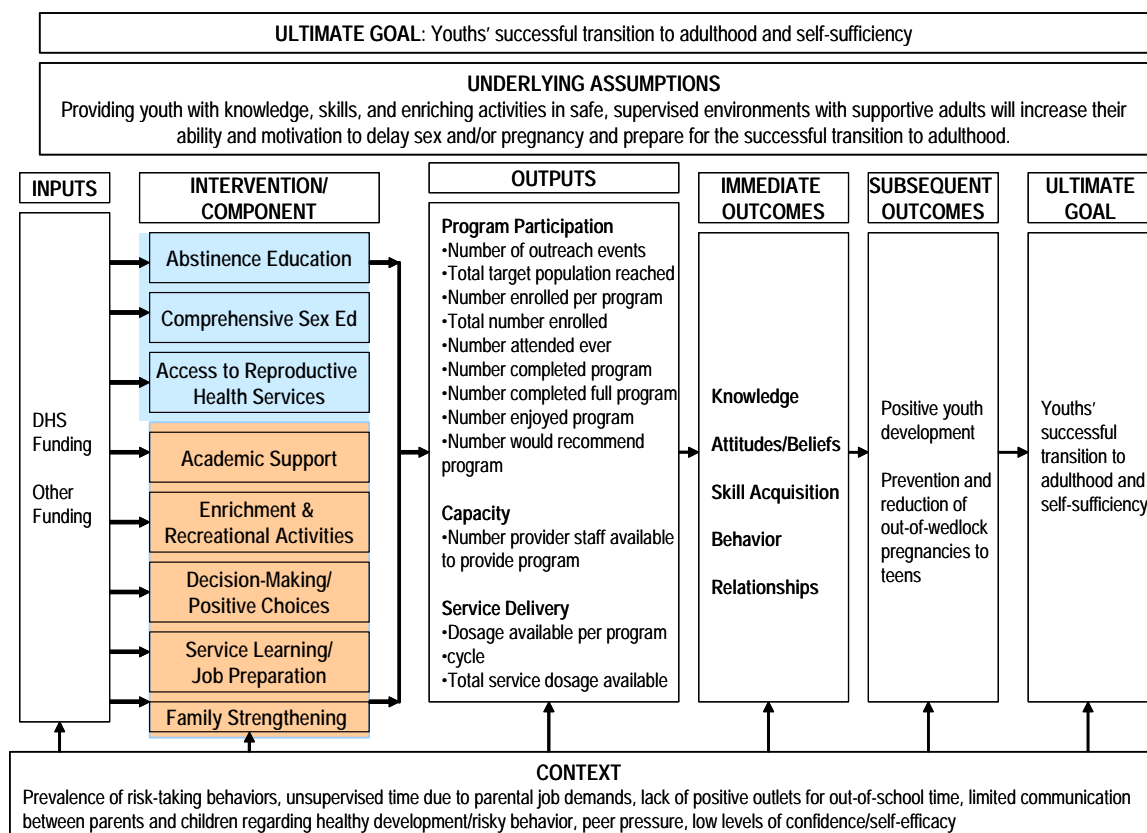 ULTIMATE GOAL: Youths' successful transition to adulthood and self-sufficiency
UNDERLYING ASSUMPTIONS
Providing youth with knowledge, skills, and enriching activities in safe, supervised environments with supportive adults will increase their
ability and motivation to delay sex and/or pregnancy and prepare for the successful transition to adulthood.
INPUTS
DHS
Funding
Other
Funding
INTERVENTION/
COMPONENT
Abstinence Education
Comprehensive Sex Ed
Access to Reproductive
Health Services
Academic Support
Enrichment &
Recreational Activities
Decision-Making/
Positive Choices
Service Learning/
Job Preparation
Family Strengthening
OUTPUTS
Program Participation
•Number of outreach events
•Total target population reached
•Number enrolled per program
•Total number enrolled
•Number attended ever
•Number completed program
•Number completed full program
•Number enjoyed program
•Number would recommend
program
Capacity
•Number provider staff available
to provide program
Service Delivery
•Dosage available per program
•cycle
•Total service dosage available
IMMEDIATE
OUTCOMES
Knowledge
Attitudes/Beliefs
Skill Acquisition
Behavior
Relationships
SUBSEQUENT
OUTCOMES
Positive youth
development
Prevention and
reduction of
out-of-wedlock
pregnancies to
teens
ULTIMATE
GOAL
Youths'
successful
transition to
adulthood and
self-sufficiency
CONTEXT
Prevalence of risk-taking behaviors, unsupervised time due to parental job demands, lack of positive outlets for out-of-school time, limited communication
between parents and children regarding healthy development/risky behavior, peer pressure, low levels of confidence/self-efficacy